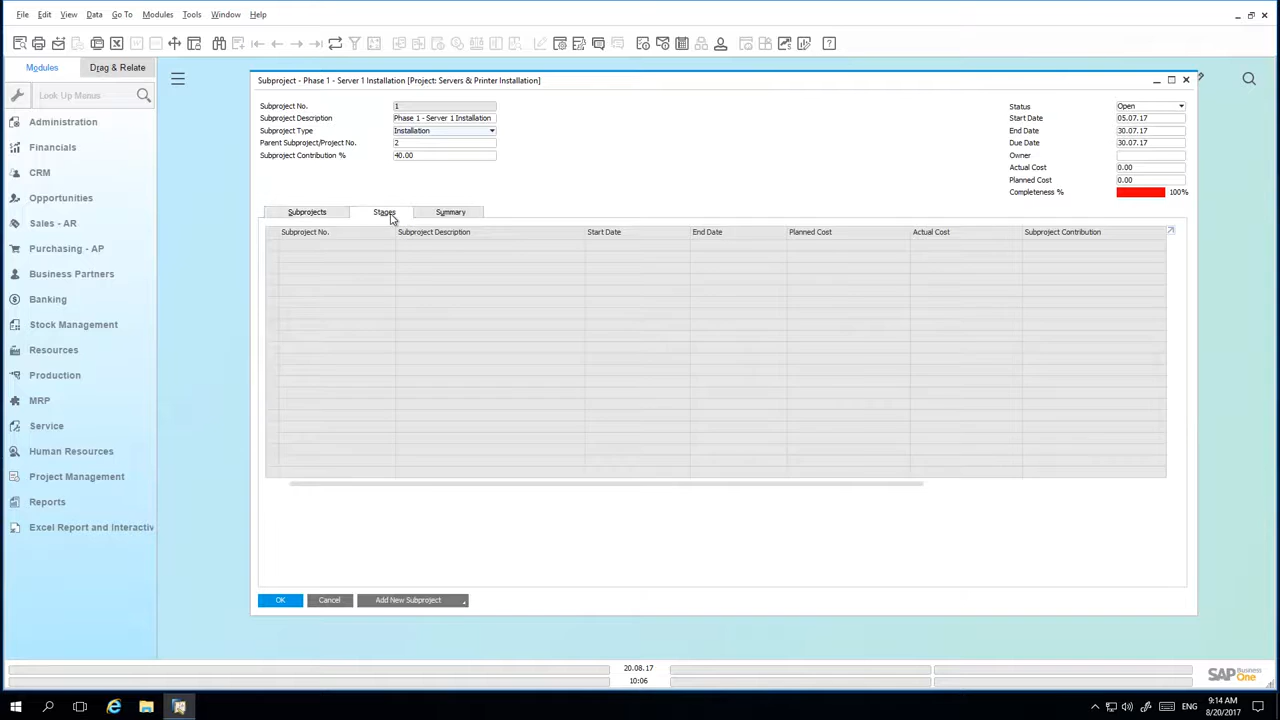 File Edit View Data Go To Modules Tools Window Help
Modules Drag & Relate
Look Up Menus
Administration
Financials
CRM
Opportunities
Sales - AR
Purchasing - AP
Business Partners
Banking
Stock Management
Resources
Production
MRP
Service
Human Resources
Project Management
Reports
Excel Report and Interactiv
Subproject - Phase 1 - Server 1 Installation [Project: Servers & Printer Installation]
Subproject No. 1
Subproject Description Phase 1 - Server 1 Installation
Subproject Type Installation
Parent Subproject/Project No. 2
Subproject Contribution % 40.00
Status Open
Start Date 05.07.17
End Date 30.07.17
Due Date 30.07.17
Owner
Actual Cost 0.00
Planned Cost 0.00
Completeness % 100%
Subprojects Stages Summary
Subproject No. Subproject Description Start Date End Date Planned Cost Actual Cost Subproject Contribution
OK Cancel Add New Subproject
20.08.17
10:06
SAP Business One
ENG
9:14 AM
8/20/2017